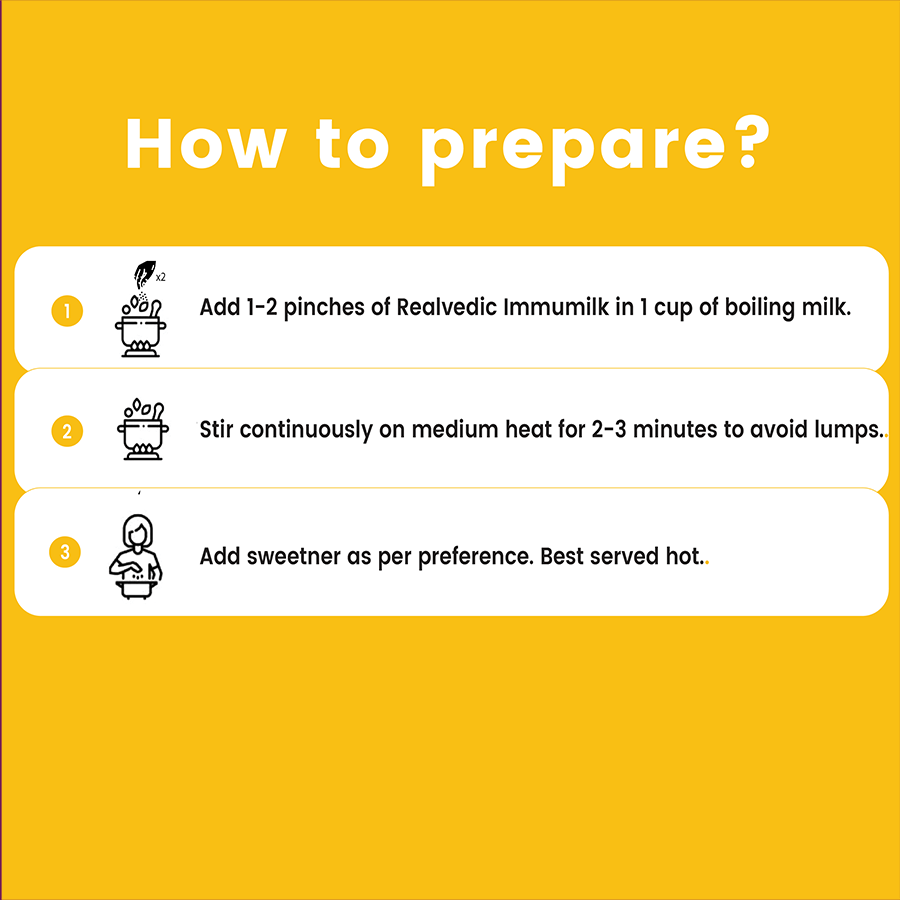 How to prepare?
x2
1 Add 1-2 pinches of Realvedic Immumilk in 1 cup of boiling milk.
2 Stir continuously on medium heat for 2-3 minutes to avoid lumps..
3 Add sweetner as per preference. Best served hot..